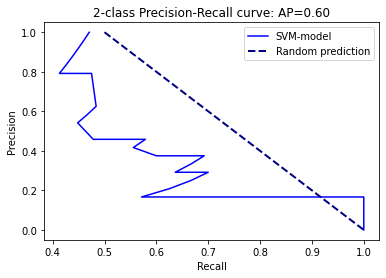 2-class Precision-Recall curve: AP=0.60
SVM-model
Random prediction
Precision
1.0
0.8
0.6
0.4
0.2
0.0
0.4 0.5 0.6 0.7 0.8 0.9 1.0
Recall